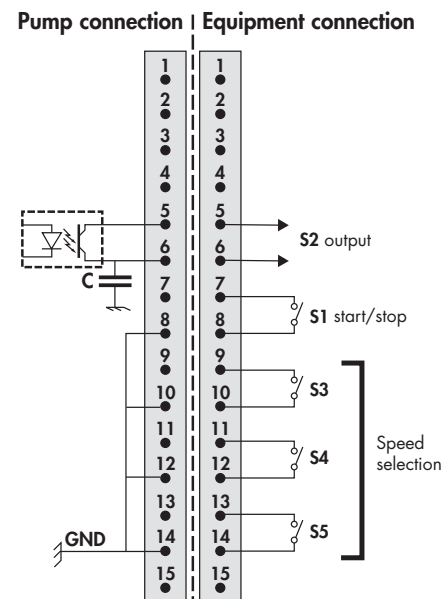 Pump connection | Equipment connection
1 1
2 2
3 3
4 4
5 5
S2 output
6 6
C
7 7
S1 start/stop
8 8
9 9
S3
10 10
11 11
Speed
selection
S4
12 12
13 13
S5
GND
14 14
15 15